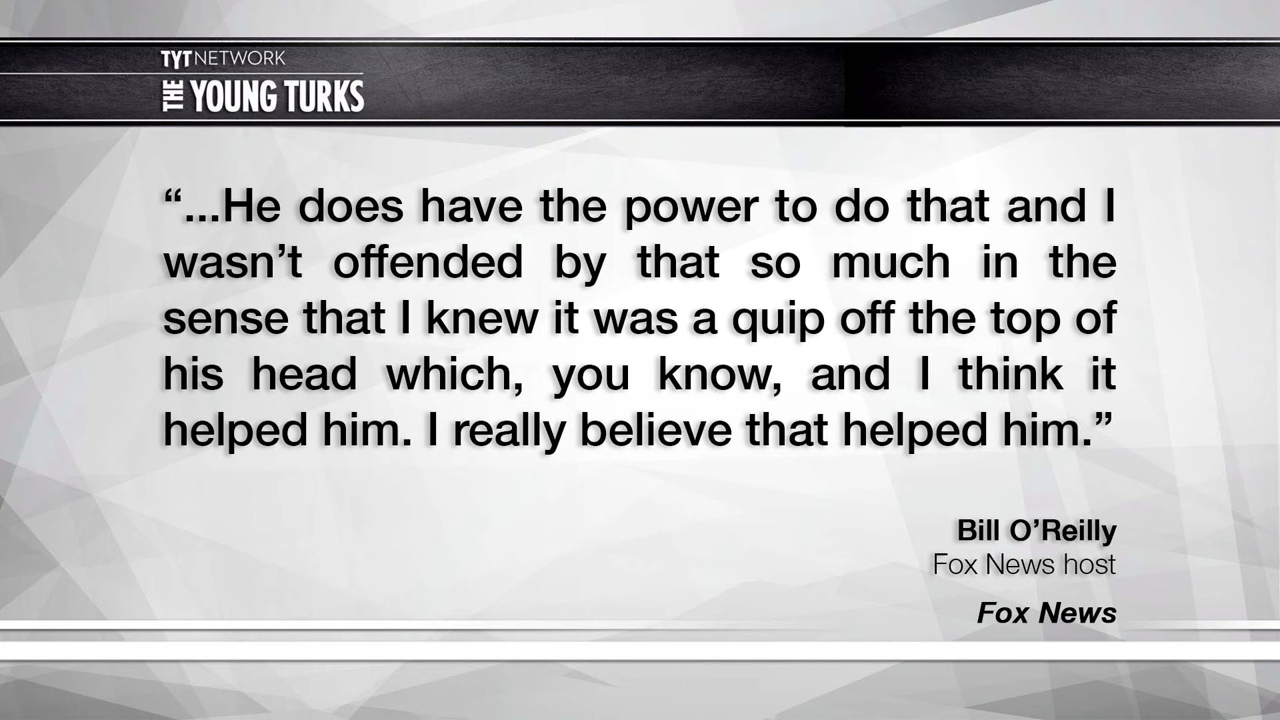 TYT NETWORK
THE YOUNG TURKS
“...He does have the power to do that and I
wasn’t offended by that so much in the
sense that I knew it was a quip off the top of
his head which, you know, and I think it
helped him. I really believe that helped him.”
Bill O’Reilly
Fox News host
Fox News